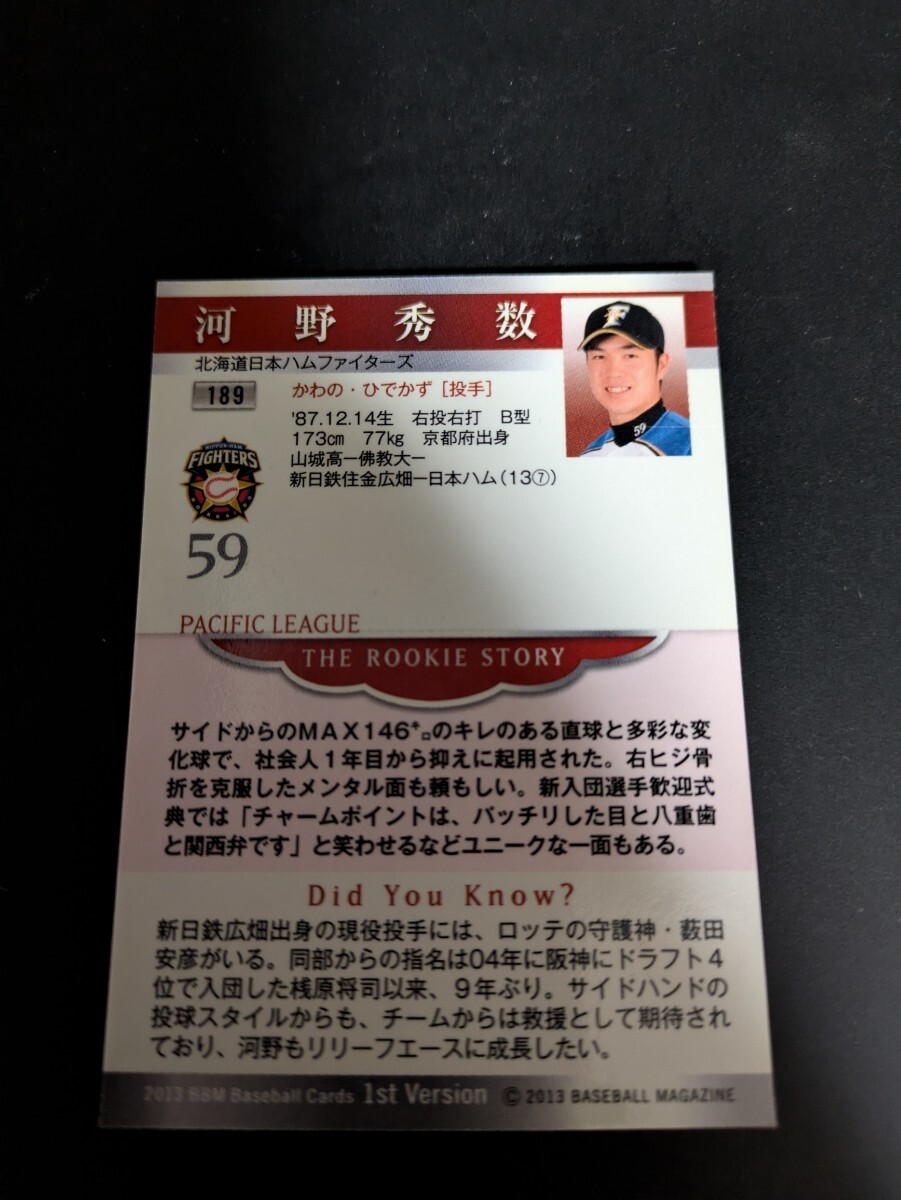 河野秀数
北海道日本ハムファイターズ
189
かわの・ひでかず［投手］
'87.12.14生　右投右打　B型
173cm　77kg　京都府出身
山城高ー佛教大ー
新日鉄住金広畑ー日本ハム（13⑦）
F
59
NIPPON-HAM
FIGHTERS
59
PACIFIC LEAGUE
THE ROOKIE STORY
サイドからのMAX146㌔のキレのある直球と多彩な変
化球で、社会人１年目から抑えに起用された。右ヒジ骨
折を克服したメンタル面も頼もしい。新入団選手歓迎式
典では「チャームポイントは、パッチリした目と八重歯
と関西弁です」と笑わせるなどユニークな一面もある。
Did You Know?
新日鉄広畑出身の現役投手には、ロッテの守護神・薮田
安彦がいる。同部からの指名は04年に阪神にドラフト４
位で入団した桟原将司以来、９年ぶり。サイドハンドの
投球スタイルからも、チームからは救援として期待され
ており、河野もリリーフエースに成長したい。
2013 BBM Baseball Cards 1st Version © 2013 BASEBALL MAGAZINE